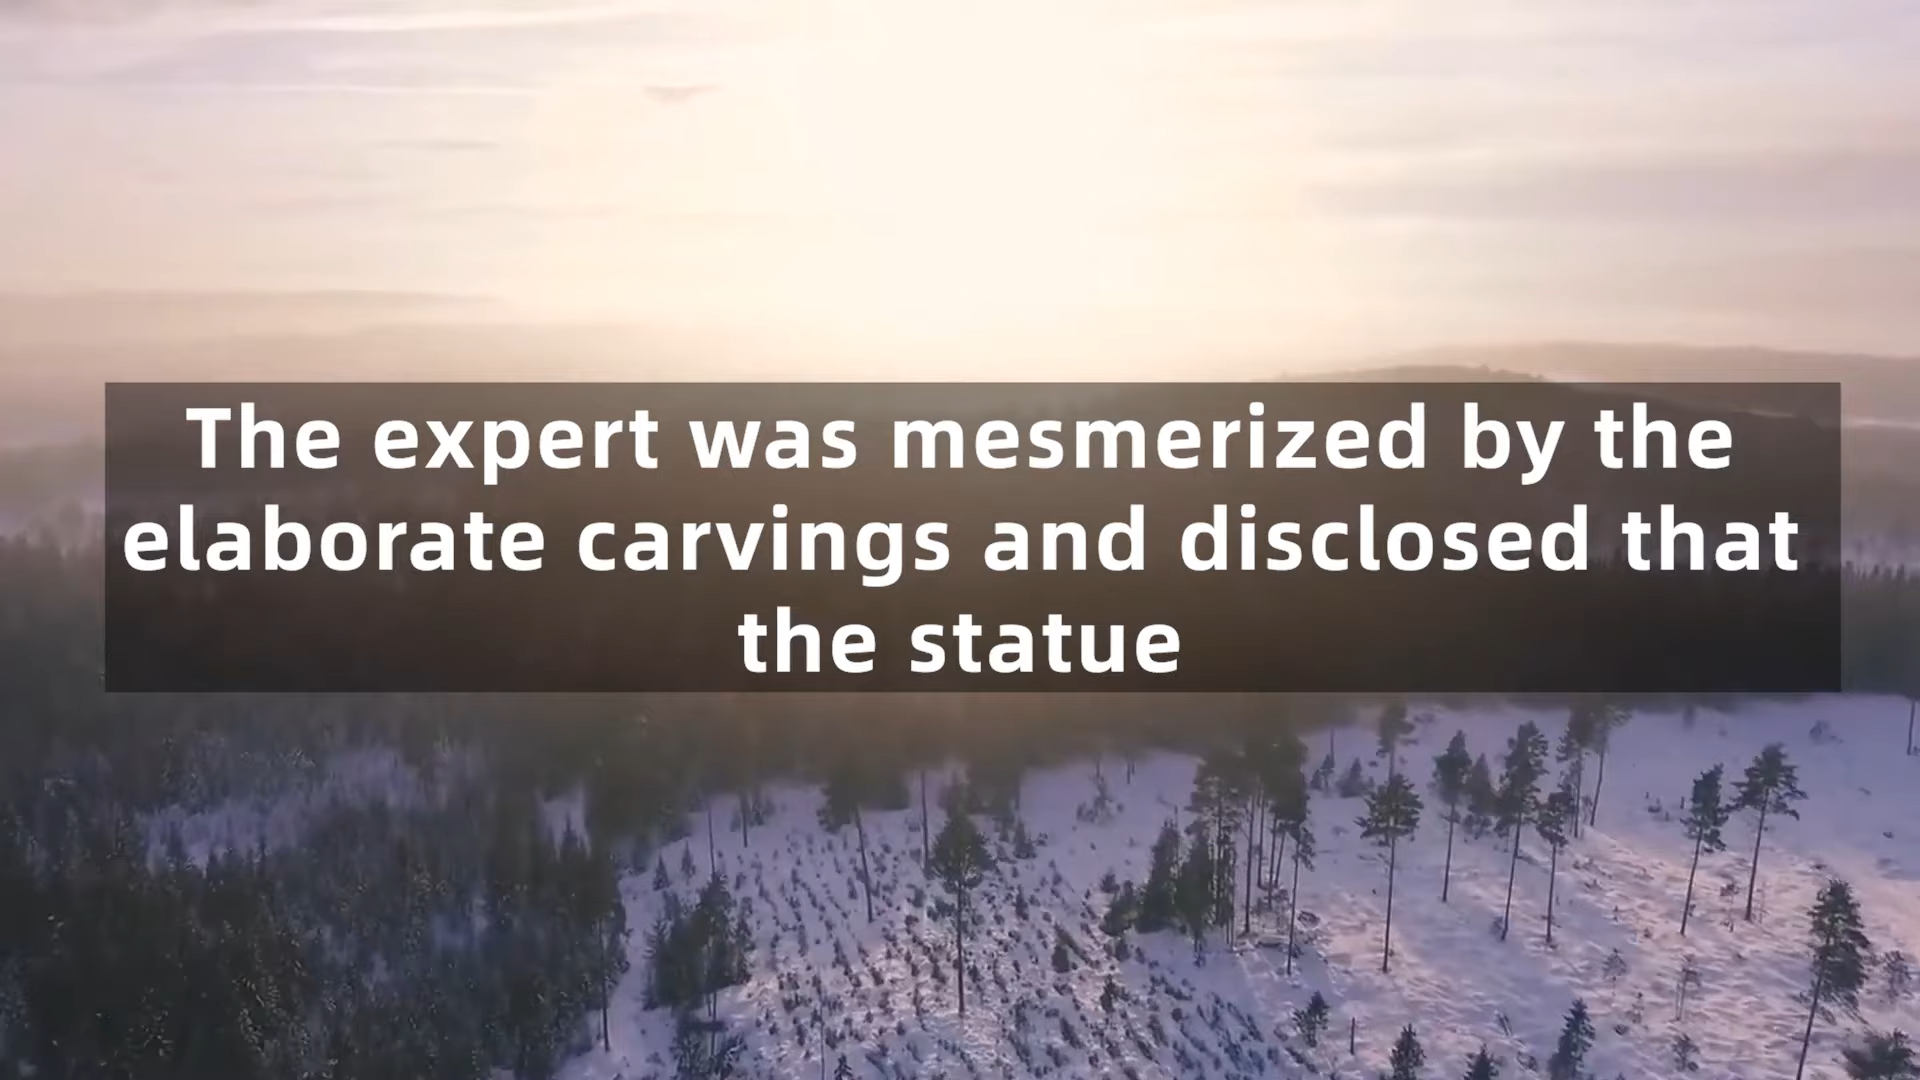 The expert was mesmerized by the
elaborate carvings and disclosed that
the statue